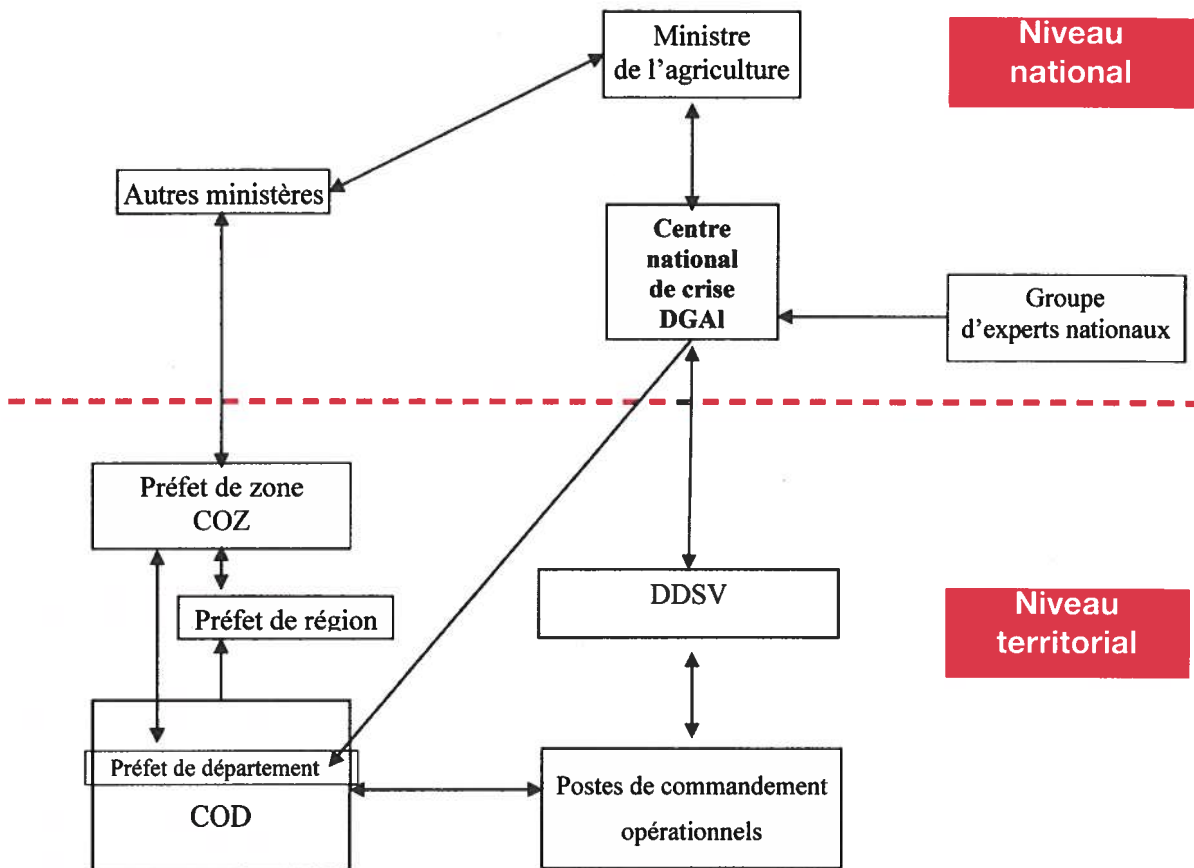 Ministre
de l'agriculture
Niveau
national
Autres ministères
Centre
national
de crise
DGAl
Groupe
d'experts nationaux
Préfet de zone
COZ
Préfet de région
DDSV
Niveau
territorial
Préfet de département
COD
Postes de commandement
opérationnels